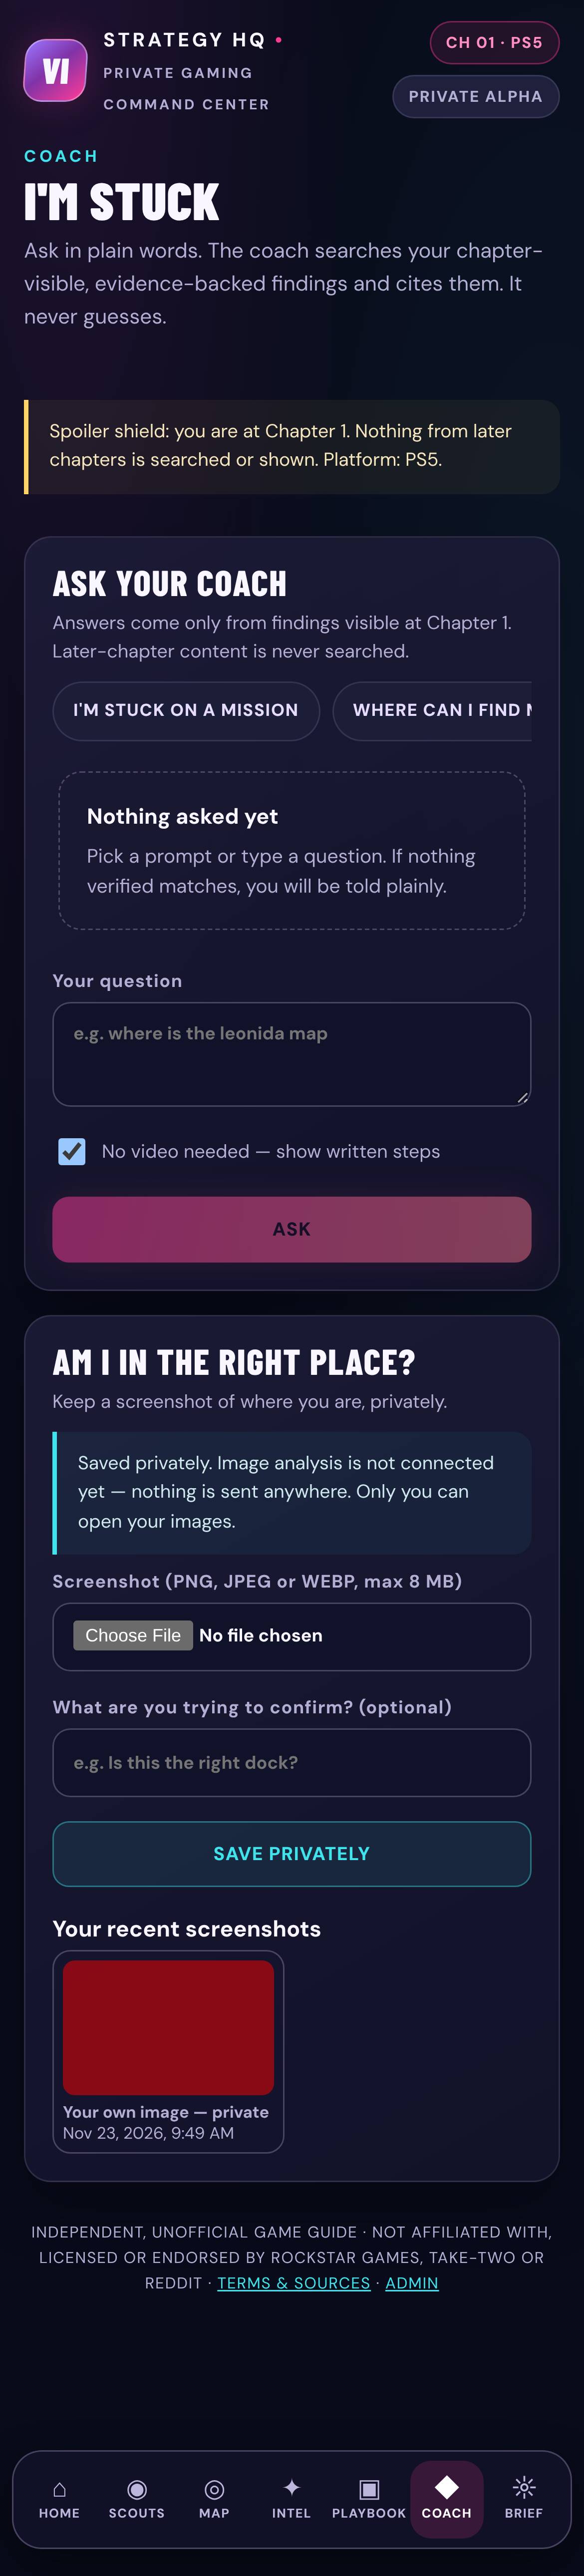 VI
STRATEGY HQ
PRIVATE GAMING
COMMAND CENTER
CH 01 · PS5
PRIVATE ALPHA
COACH
I'M STUCK
Ask in plain words. The coach searches your chapter-
visible, evidence-backed findings and cites them. It
never guesses.
Spoiler shield: you are at Chapter 1. Nothing from later
chapters is searched or shown. Platform: PS5.
ASK YOUR COACH
Answers come only from findings visible at Chapter 1.
Later-chapter content is never searched.
I'M STUCK ON A MISSION
WHERE CAN I FIND
Nothing asked yet
Pick a prompt or type a question. If nothing
verified matches, you will be told plainly.
Your question
e.g. where is the leonida map
No video needed — show written steps
ASK
AM I IN THE RIGHT PLACE?
Keep a screenshot of where you are, privately.
Saved privately. Image analysis is not connected
yet — nothing is sent anywhere. Only you can
open your images.
Screenshot (PNG, JPEG or WEBP, max 8 MB)
Choose File No file chosen
What are you trying to confirm? (optional)
e.g. Is this the right dock?
SAVE PRIVATELY
Your recent screenshots
Your own image — private
Nov 23, 2026, 9:49 AM
INDEPENDENT, UNOFFICIAL GAME GUIDE · NOT AFFILIATED WITH,
LICENSED OR ENDORSED BY ROCKSTAR GAMES, TAKE-TWO OR
REDDIT · TERMS & SOURCES · ADMIN
HOME SCOUTS MAP INTEL PLAYBOOK COACH BRIEF